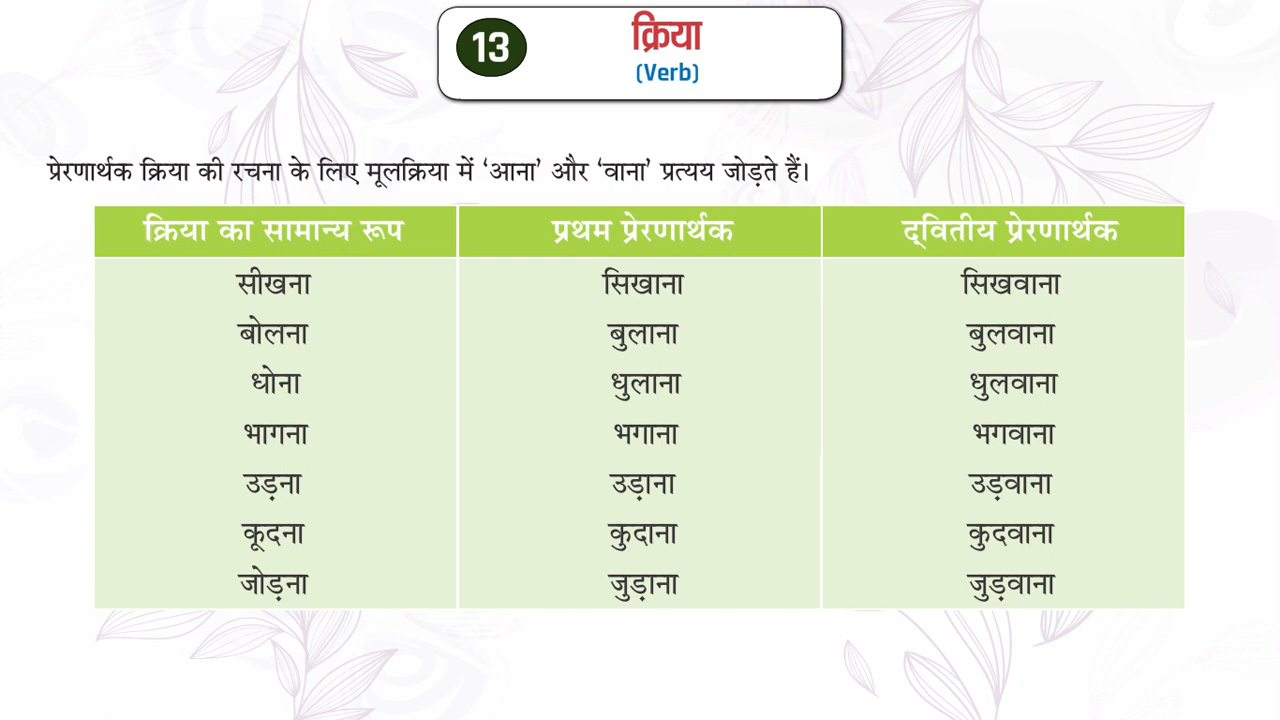 13
क्रिया
(Verb)
प्रेरणार्थक क्रिया की रचना के लिए मूलक्रिया में ‘आना’ और ‘वाना’ प्रत्यय जोड़ते हैं।
क्रिया का सामान्य रूप प्रथम प्रेरणार्थक द्‌वितीय प्रेरणार्थक
सीखना सिखाना सिखवाना
बोलना बुलाना बुलवाना
धोना धुलाना धुलवाना
भागना भगाना भगवाना
उड़ना उड़ाना उड़वाना
कूदना कुदाना कुदवाना
जोड़ना जुड़ाना जुड़वाना